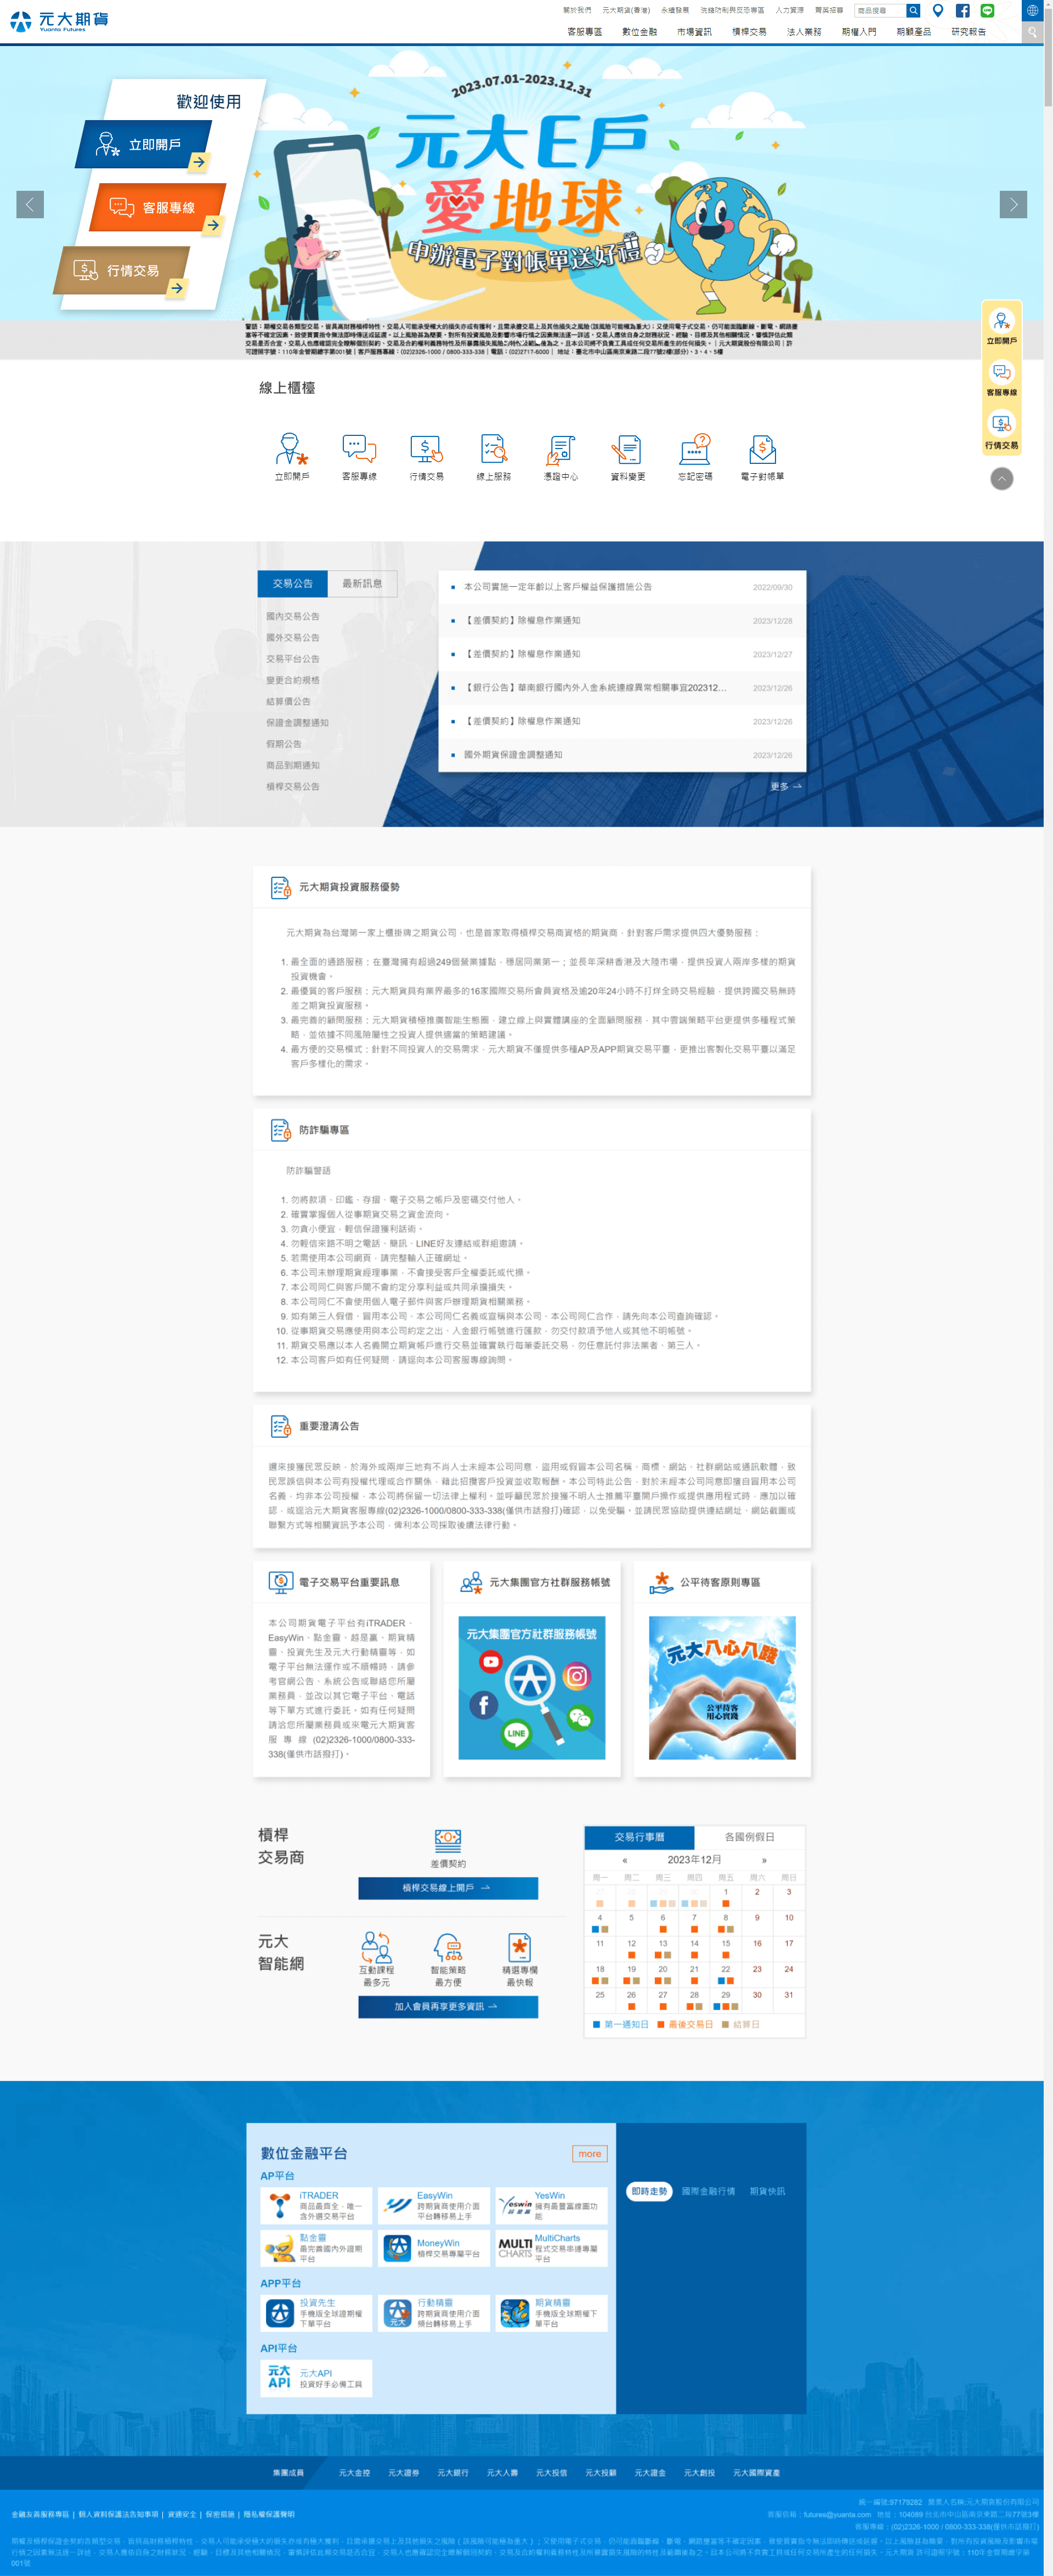 元大期貨
Yuanta Futures
關於我們 元大期貨(香港) 永續發展 洗錢防制與反恐專區 人力資源 菁英招募 商品搜尋
客服專區 數位金融 市場資訊 槓桿交易 法人業務 期權入門 期顧產品 研究報告
歡迎使用
立即開戶
客服專線
行情交易
2023.07.01-2023.12.31
元大E戶
愛地球
申辦電子對帳單送好禮
立即開戶
客服專線
行情交易
線上櫃檯
立即開戶 客服專線 行情交易 線上服務 憑證中心 資料變更 忘記密碼 電子對帳單
交易公告 最新訊息
國內交易公告
國外交易公告
交易平台公告
變更合約規格
結算價公告
保證金調整通知
假期公告
商品到期通知
槓桿交易公告
本公司實施一定年齡以上客戶權益保護措施公告 2022/09/30
【差價契約】除權息作業通知 2023/12/28
【差價契約】除權息作業通知 2023/12/27
【銀行公告】華南銀行國內外入金系統連線異常相關事宜202312... 2023/12/26
【差價契約】除權息作業通知 2023/12/26
國外期貨保證金調整通知 2023/12/26
更多
元大期貨投資服務優勢
元大期貨為台灣第一家上櫃掛牌之期貨公司，也是首家取得槓桿交易商資格的期貨商，針對客戶需求提供四大優勢服務：
1. 最全面的通路服務：在臺灣擁有超過249個營業據點，穩居同業第一；並長年深耕香港及大陸市場，提供投資人兩岸多樣的期貨
投資機會。
2. 最優質的客戶服務：元大期貨具有業界最多的16家國際交易所會員資格及逾20年24小時不打烊全時交易經驗，提供跨國交易無時
差之期貨投資服務。
3. 最完善的顧問服務：元大期貨積極推廣智能生態圈，建立線上與實體講座的全面顧問服務，其中雲端策略平台更提供多種程式策
略，並依據不同風險屬性之投資人提供適當的策略建議。
4. 最方便的交易模式：針對不同投資人的交易需求，元大期貨不僅提供多種AP及APP期貨交易平臺，更推出客製化交易平臺以滿足
客戶多樣化的需求。
防詐騙專區
防詐騙警語
1. 勿將款項、印鑑、存摺、電子交易之帳戶及密碼交付他人。
2. 確實掌握個人從事期貨交易之資金流向。
3. 勿貪小便宜，輕信保證獲利話術。
4. 勿輕信來路不明之電話、簡訊、LINE好友連結或群組邀請。
5. 若需使用本公司網頁，請完整輸入正確網址。
6. 本公司未辦理期貨經理事業，不會接受客戶全權委託或代操。
7. 本公司同仁與客戶間不會約定分享利益或共同承擔損失。
8. 本公司同仁不會使用個人電子郵件與客戶辦理期貨相關業務。
9. 如有第三人假借、冒用本公司、本公司同仁名義或宣稱與本公司、本公司同仁合作，請先向本公司查詢確認。
10. 從事期貨交易應使用與本公司約定之出、入金銀行帳號進行匯款，勿交付款項予他人或其他不明帳號。
11. 期貨交易應以本人名義開立期貨帳戶進行交易並確實執行每筆委託交易，勿任意託付非法業者、第三人。
12. 本公司客戶如有任何疑問，請逕向本公司客服專線詢問。
重要澄清公告
邇來接獲民眾反映，於海外或兩岸三地有不肖人士未經本公司同意，盜用或假冒本公司名稱、商標、網站、社群網站或通訊軟體，致
民眾誤信與本公司有授權代理或合作關係，藉此招攬客戶投資並收取報酬。本公司特此公告，對於未經本公司同意即擅自冒用本公司
名義，均非本公司授權，本公司將保留一切法律上權利。並呼籲民眾於接獲不明人士推薦平臺開戶操作或提供應用程式時，應加以確
認，或逕洽元大期貨客服專線(02)2326-1000/0800-333-338(僅供市話撥打)確認，以免受騙。並請民眾協助提供連結網址、網站截圖或
聯繫方式等相關資訊予本公司，俾利本公司採取後續法律行動。
電子交易平台重要訊息
本公司期貨電子平台有iTRADER、
EasyWin、點金靈、越是贏、期貨精
靈、投資先生及元大行動精靈等，如
電子平台無法運作或不順暢時，請參
考官網公告、系統公告或聯絡您所屬
業務員，並改以其它電子平台、電話
等下單方式進行委託。如有任何疑問
請洽您所屬業務員或來電元大期貨客
服專線(02)2326-1000/0800-333-
338(僅供市話撥打)。
元大集團官方社群服務帳號
元大集團官方社群服務帳號
LINE
公平待客原則專區
元大八心八踐
公平待客
用心實踐
槓桿
交易商
差價契約
槓桿交易線上開戶
元大
智能網
互動課程
最多元
智能策略
最方便
精選專欄
最快報
加入會員再享更多資訊
交易行事曆 各國例假日
« 2023年12月 »
周一 周二 周三 周四 周五 周六 周日
27 28 29 30 1 2 3
4 5 6 7 8 9 10
11 12 13 14 15 16 17
18 19 20 21 22 23 24
25 26 27 28 29 30 31
第一通知日 最後交易日 結算日
數位金融平台 more
AP平台
iTRADER
商品最齊全，唯一
含外選交易平台
EasyWin
跨期貨商使用介面
平台轉移易上手
YesWin
擁有最豐富線圖功
能
點金靈
最完善國內外證期
平台
MoneyWin
槓桿交易專屬平台
MULTI
CHARTS
MultiCharts
程式交易串連專屬
平台
APP平台
投資先生
手機版全球證期權
下單平台
行動精靈
跨期貨商使用介面
傾台轉移易上手
期貨精靈
手機版全球期權下
單平台
API平台
元大
API
元大API
投資好手必備工具
即時走勢 國際金融行情 期貨快訊
集團成員 元大金控 元大證券 元大銀行 元大人壽 元大投信 元大投顧 元大證金 元大創投 元大國際資產
統一編號:97179282 營業人名稱:元大期貨股份有限公司
金融友善服務專區 | 個人資料保護法告知事項 | 資通安全 | 保密措施 | 隱私權保護聲明
客服信箱：futures@yuanta.com 地址：104089 台北市中山區南京東路二段77號3樓
客服專線：(02)2326-1000 / 0800-333-338(僅供市話撥打)